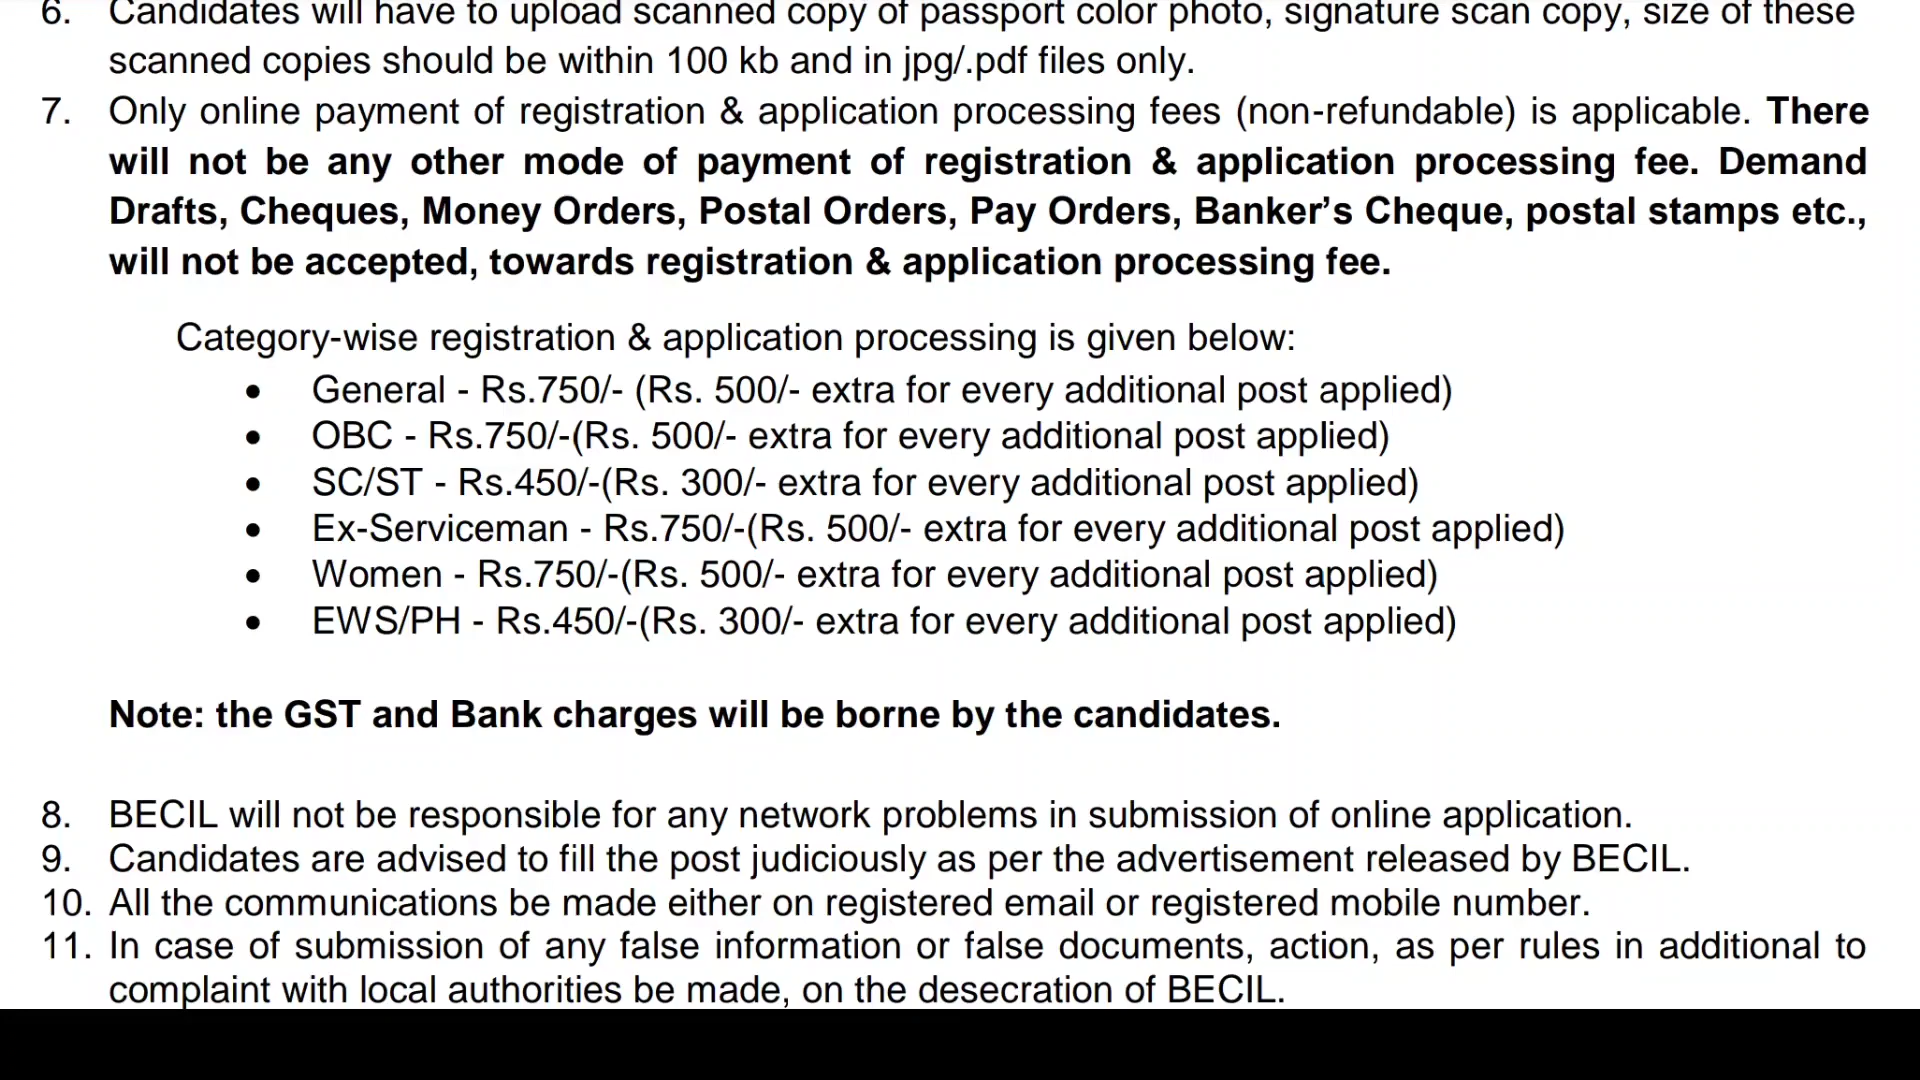 6. Candidates will have to upload scanned copy of passport color photo, signature scan copy, size of these
scanned copies should be within 100 kb and in jpg/.pdf files only.
7. Only online payment of registration & application processing fees (non-refundable) is applicable. There
will not be any other mode of payment of registration & application processing fee. Demand
Drafts, Cheques, Money Orders, Postal Orders, Pay Orders, Banker’s Cheque, postal stamps etc.,
will not be accepted, towards registration & application processing fee.
Category-wise registration & application processing is given below:
• General - Rs.750/- (Rs. 500/- extra for every additional post applied)
• OBC - Rs.750/-(Rs. 500/- extra for every additional post applied)
• SC/ST - Rs.450/-(Rs. 300/- extra for every additional post applied)
• Ex-Serviceman - Rs.750/-(Rs. 500/- extra for every additional post applied)
• Women - Rs.750/-(Rs. 500/- extra for every additional post applied)
• EWS/PH - Rs.450/-(Rs. 300/- extra for every additional post applied)
Note: the GST and Bank charges will be borne by the candidates.
8. BECIL will not be responsible for any network problems in submission of online application.
9. Candidates are advised to fill the post judiciously as per the advertisement released by BECIL.
10. All the communications be made either on registered email or registered mobile number.
11. In case of submission of any false information or false documents, action, as per rules in additional to
complaint with local authorities be made, on the desecration of BECIL.